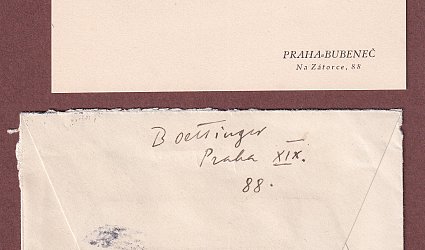 PRAHA-BUBENEČ
Na Zátorce, 88
Boettinger
Praha XIX.
88.